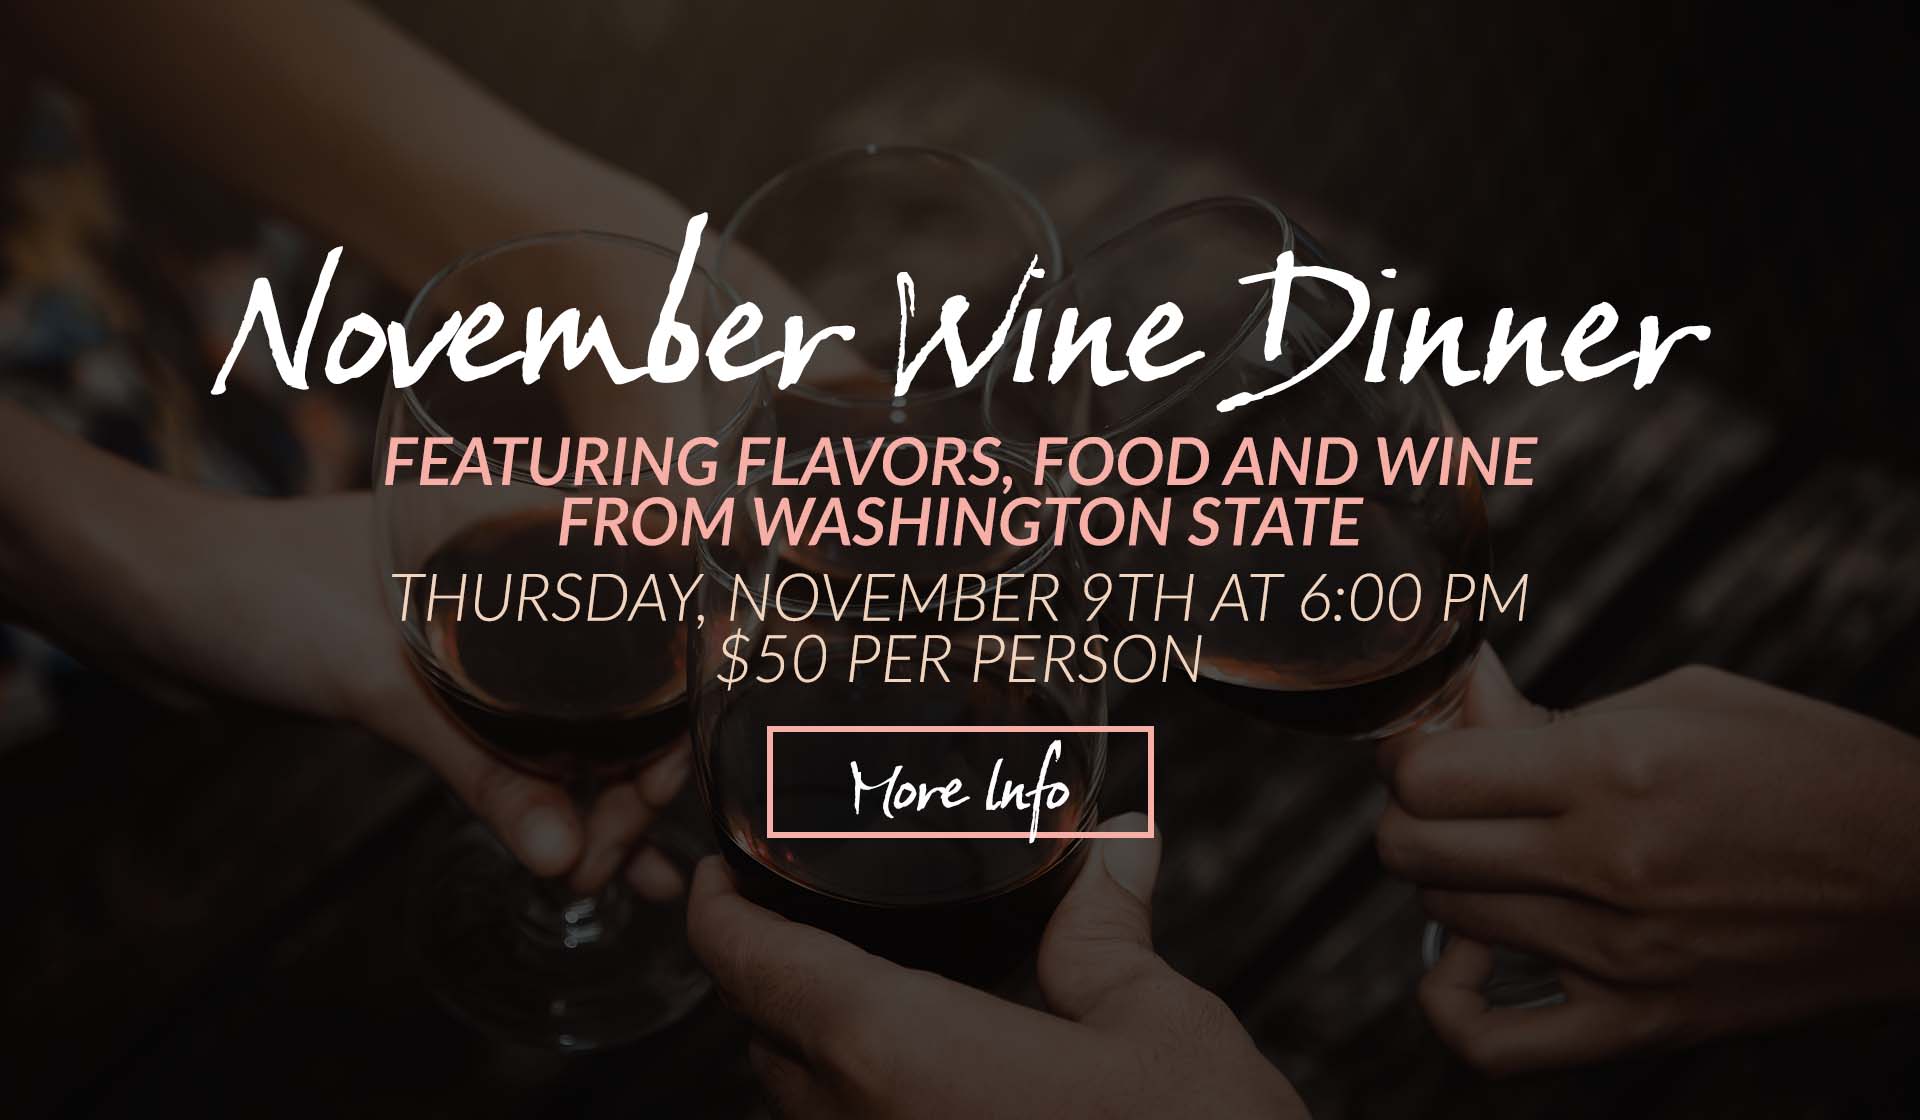 November Wine Dinner
FEATURING FLAVORS, FOOD AND WINE
FROM WASHINGTON STATE
THURSDAY, NOVEMBER 9TH AT 6:00 PM
$50 PER PERSON
More Info